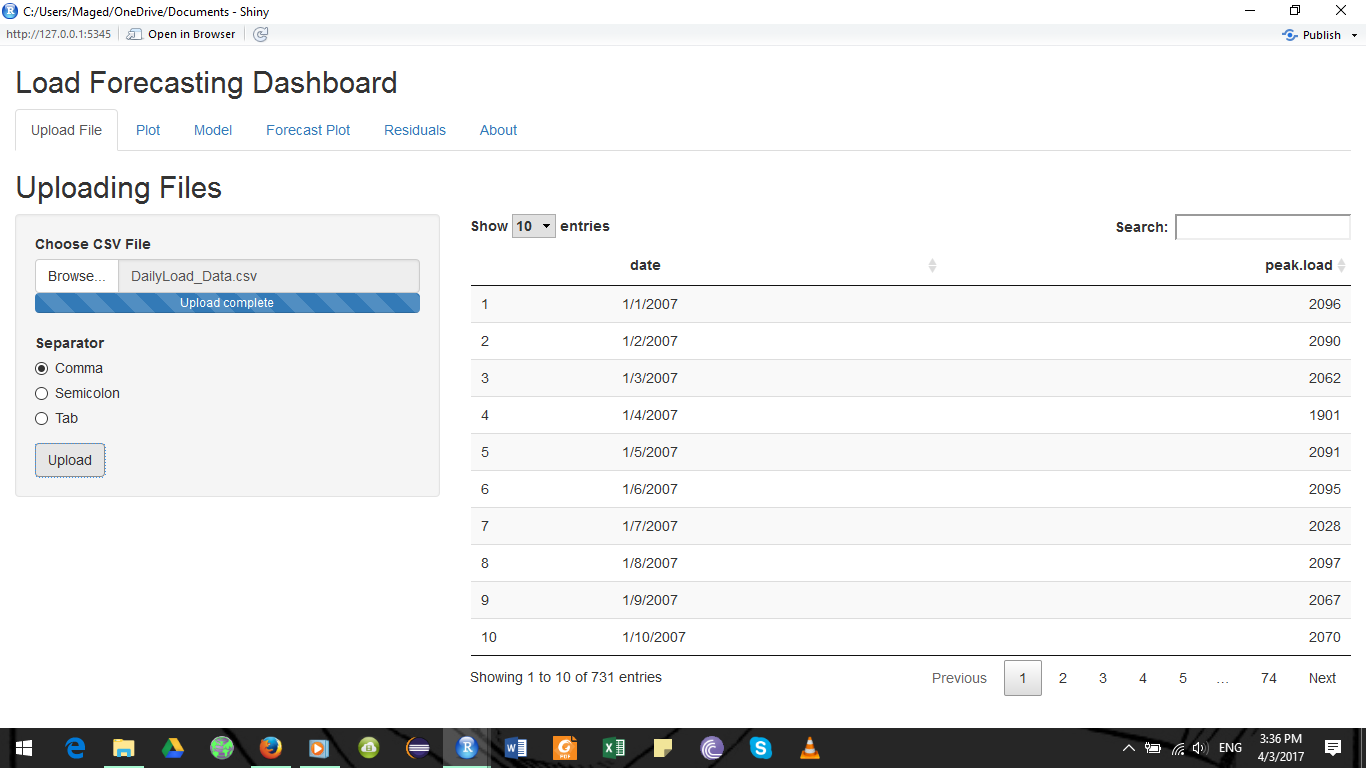 C:/Users/Maged/OneDrive/Documents - Shiny
http://127.0.0.1:5345 Open in Browser Publish
Load Forecasting Dashboard
Upload File Plot Model Forecast Plot Residuals About
Uploading Files
Choose CSV File
Browse... DailyLoad_Data.csv
Upload complete
Separator
Comma
Semicolon
Tab
Upload
Show 10 entries Search:
date peak.load
1 1/1/2007 2096
2 1/2/2007 2090
3 1/3/2007 2062
4 1/4/2007 1901
5 1/5/2007 2091
6 1/6/2007 2095
7 1/7/2007 2028
8 1/8/2007 2097
9 1/9/2007 2067
10 1/10/2007 2070
Showing 1 to 10 of 731 entries Previous 1 2 3 4 5 … 74 Next
ENG
3:36 PM
4/3/2017